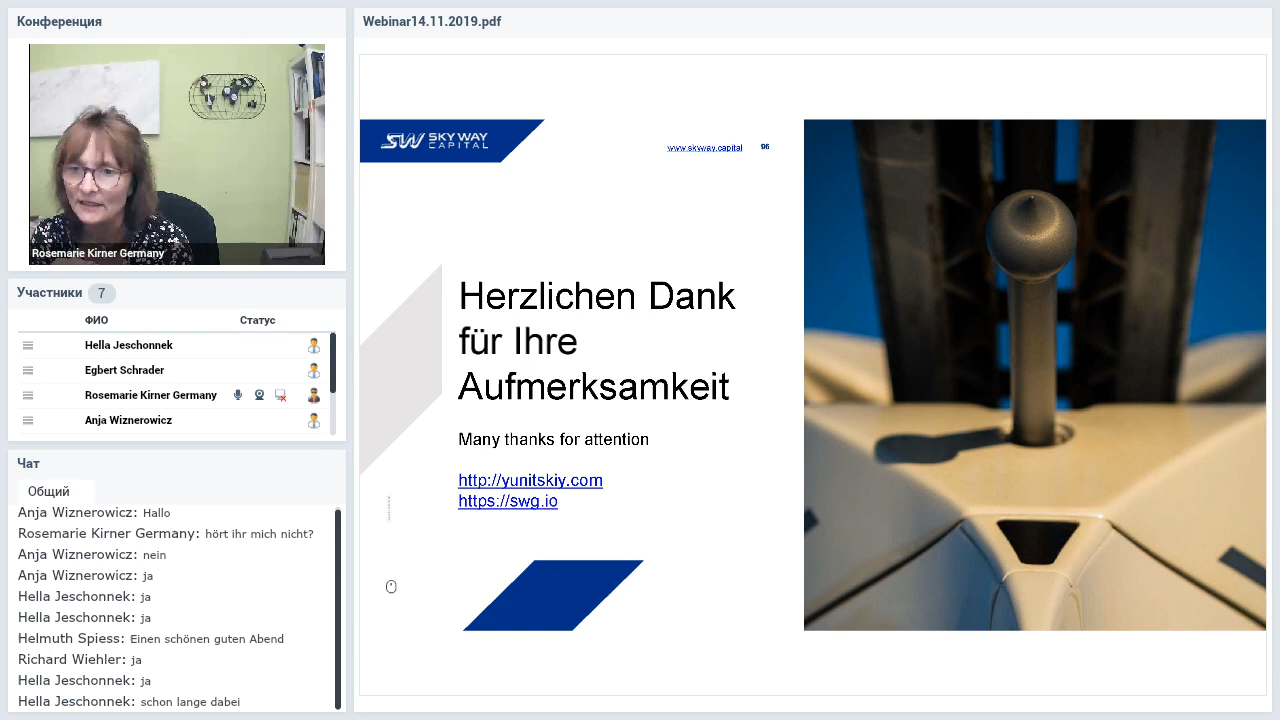 Конференция
Rosemarie Kirner Germany
Участники 7
ФИО Статус
Hella Jeschonnek
Egbert Schrader
Rosemarie Kirner Germany
Anja Wiznerowicz
Чат
Общий
Anja Wiznerowicz: Hallo
Rosemarie Kirner Germany: hört ihr mich nicht?
Anja Wiznerowicz: nein
Anja Wiznerowicz: ja
Hella Jeschonnek: ja
Hella Jeschonnek: ja
Helmuth Spiess: Einen schönen guten Abend
Richard Wiehler: ja
Hella Jeschonnek: ja
Hella Jeschonnek: schon lange dabei
Webinar14.11.2019.pdf
SW SKY WAY
CAPITAL
www.skyway.capital 96
Herzlichen Dank
für Ihre
Aufmerksamkeit
Many thanks for attention
http://yunitskiy.com
https://swg.io